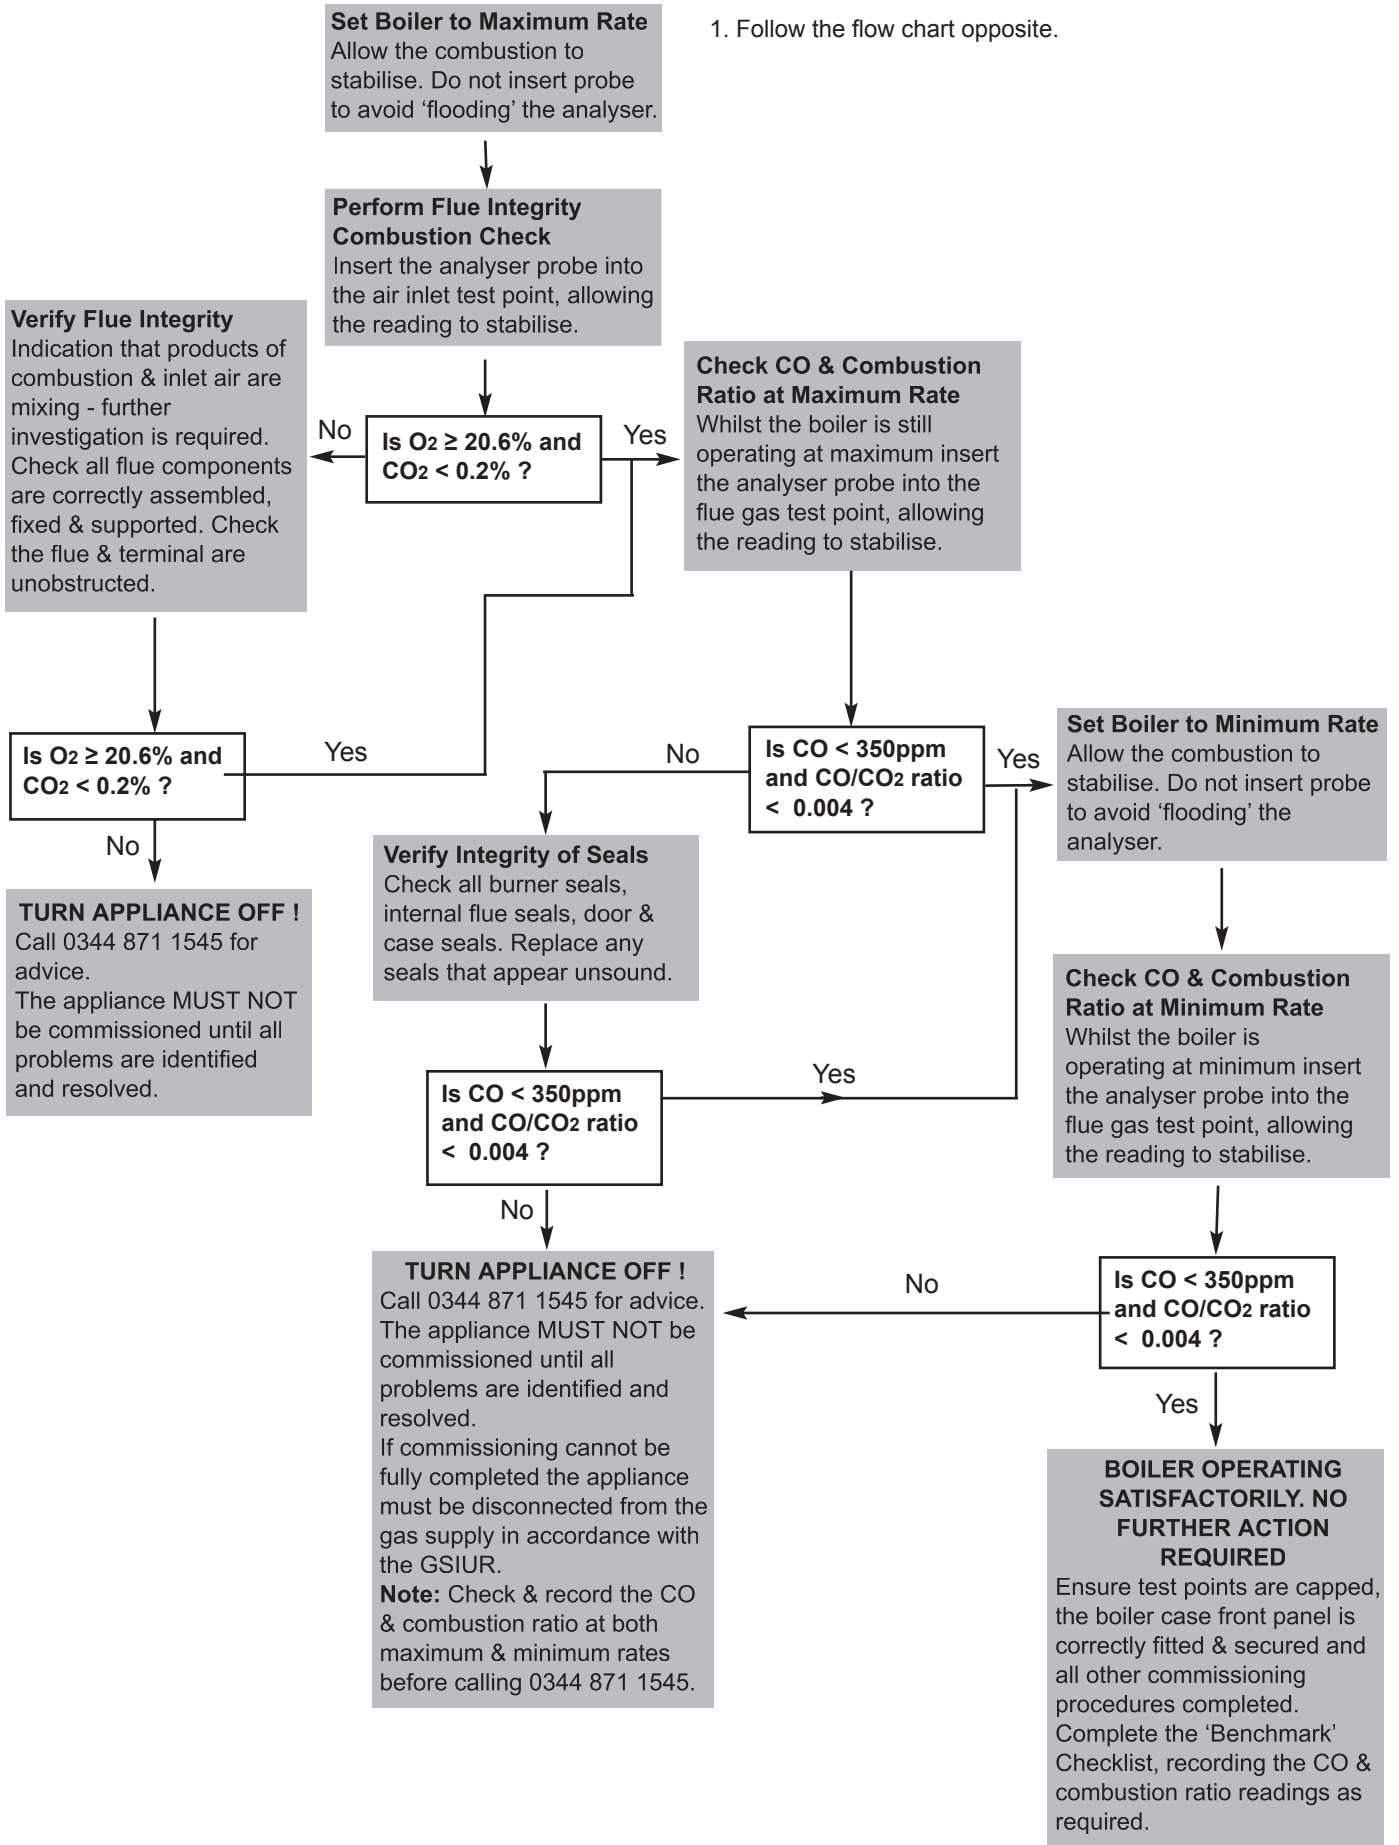 Set Boiler to Maximum Rate
Allow the combustion to
stabilise. Do not insert probe
to avoid ‘flooding’ the analyser.
1. Follow the flow chart opposite.
Perform Flue Integrity
Combustion Check
Insert the analyser probe into
the air inlet test point, allowing
the reading to stabilise.
Verify Flue Integrity
Indication that products of
combustion & inlet air are
mixing - further
investigation is required.
Check all flue components
are correctly assembled,
fixed & supported. Check
the flue & terminal are
unobstructed.
No
Is O2 ≥ 20.6% and
CO2 < 0.2% ?
Yes
Check CO & Combustion
Ratio at Maximum Rate
Whilst the boiler is still
operating at maximum insert
the analyser probe into the
flue gas test point, allowing
the reading to stabilise.
Is O2 ≥ 20.6% and
CO2 < 0.2% ?
Yes
No
TURN APPLIANCE OFF !
Call 0344 871 1545 for
advice.
The appliance MUST NOT
be commissioned until all
problems are identified
and resolved.
No
Is CO < 350ppm
and CO/CO2 ratio
< 0.004 ?
Yes
Set Boiler to Minimum Rate
Allow the combustion to
stabilise. Do not insert probe
to avoid ‘flooding’ the
analyser.
Verify Integrity of Seals
Check all burner seals,
internal flue seals, door &
case seals. Replace any
seals that appear unsound.
Is CO < 350ppm
and CO/CO2 ratio
< 0.004 ?
Yes
No
Check CO & Combustion
Ratio at Minimum Rate
Whilst the boiler is
operating at minimum insert
the analyser probe into the
flue gas test point, allowing
the reading to stabilise.
TURN APPLIANCE OFF !
Call 0344 871 1545 for advice.
The appliance MUST NOT be
commissioned until all
problems are identified and
resolved.
If commissioning cannot be
fully completed the appliance
must be disconnected from the
gas supply in accordance with
the GSIUR.
Note: Check & record the CO
& combustion ratio at both
maximum & minimum rates
before calling 0344 871 1545.
No
Is CO < 350ppm
and CO/CO2 ratio
< 0.004 ?
Yes
BOILER OPERATING
SATISFACTORILY. NO
FURTHER ACTION
REQUIRED
Ensure test points are capped,
the boiler case front panel is
correctly fitted & secured and
all other commissioning
procedures completed.
Complete the ‘Benchmark’
Checklist, recording the CO &
combustion ratio readings as
required.